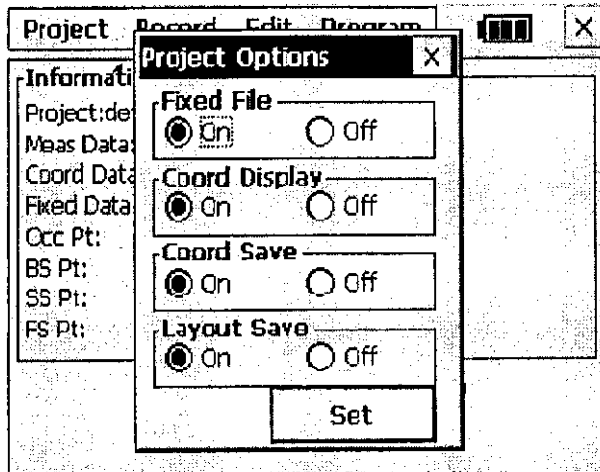 Project Record Edit Program
Project Options
Informati
Project:de
Meas Data:
Coord Data
Fixed Data
Occ Pt:
BS Pt:
SS Pt:
FS Pt:
Fixed File
On Off
Coord Display
On Off
Coord Save
On Off
Layout Save
On Off
Set